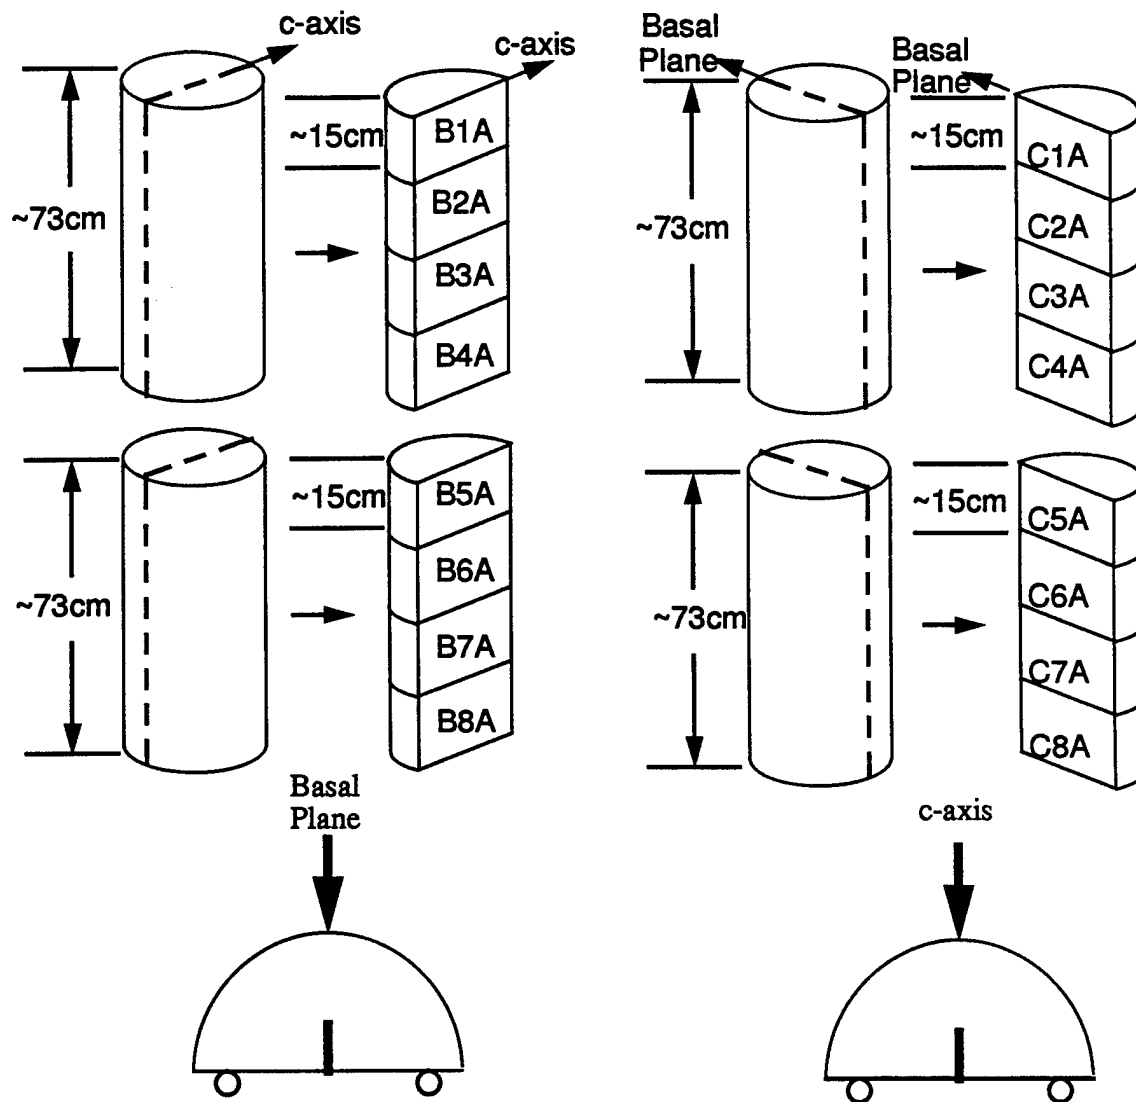 c-axis
c-axis
~73cm
~15cm
B1A
B2A
B3A
B4A
Basal
Plane
Basal
Plane
~73cm
~15cm
C1A
C2A
C3A
C4A
~73cm
~15cm
B5A
B6A
B7A
B8A
~73cm
~15cm
C5A
C6A
C7A
C8A
Basal
Plane
c-axis